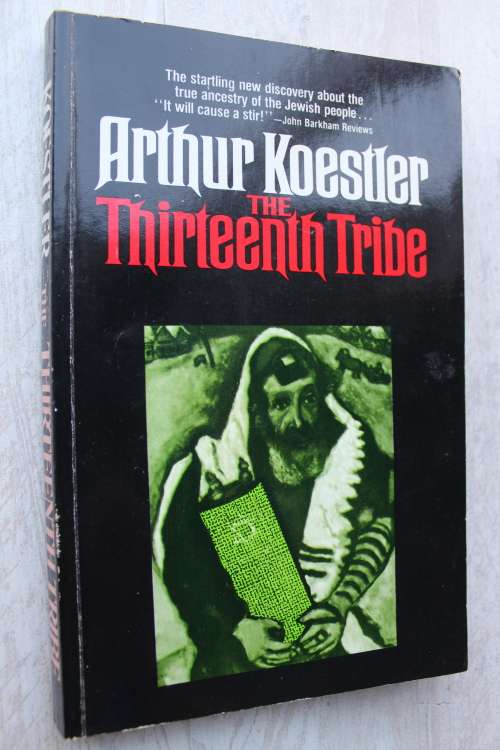 The startling new discovery about the
true ancestry of the Jewish people...
"It will cause a stir!"—John Barkham Reviews
Arthur Koestler
THE
Thirteenth Tribe
KOESTLER THE THIRTEENTH TRIBE